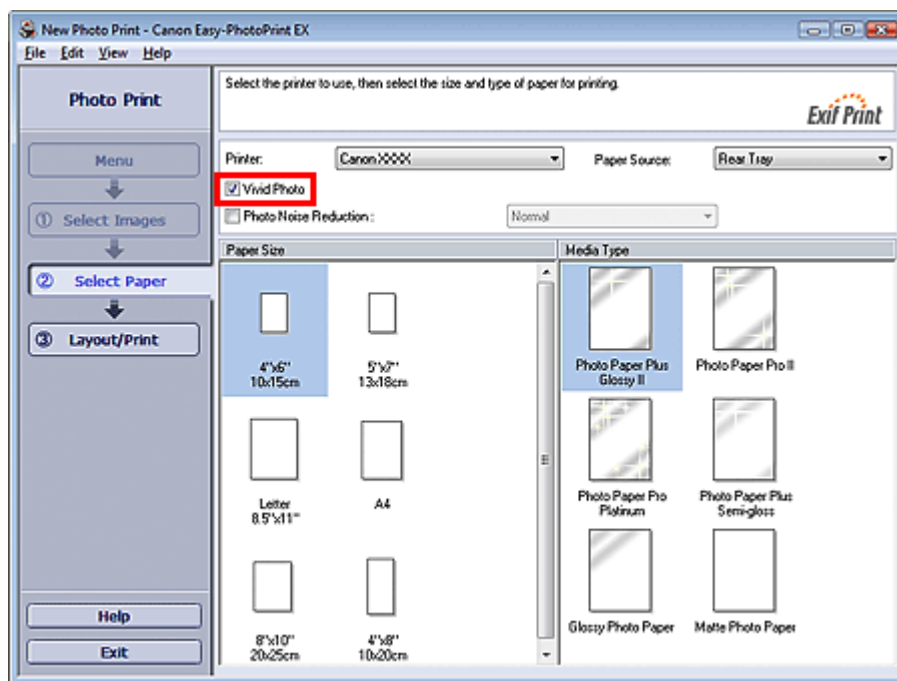 New Photo Print - Canon Easy-PhotoPrint EX
File Edit View Help
Photo Print
Select the printer to use, then select the size and type of paper for printing.
Exif Print
Menu
① Select Images
② Select Paper
③ Layout/Print
Help
Exit
Printer: Canon XXXX Paper Source: Rear Tray
Vivid Photo
Photo Noise Reduction : Normal
Paper Size
4"x6"
10x15cm
5"x7"
13x18cm
Letter
8.5"x11"
A4
8"x10"
20x25cm
4"x8"
10x20cm
Media Type
Photo Paper Plus
Glossy II
Photo Paper Pro II
Photo Paper Pro
Platinum
Photo Paper Plus
Semi-gloss
Glossy Photo Paper
Matte Photo Paper